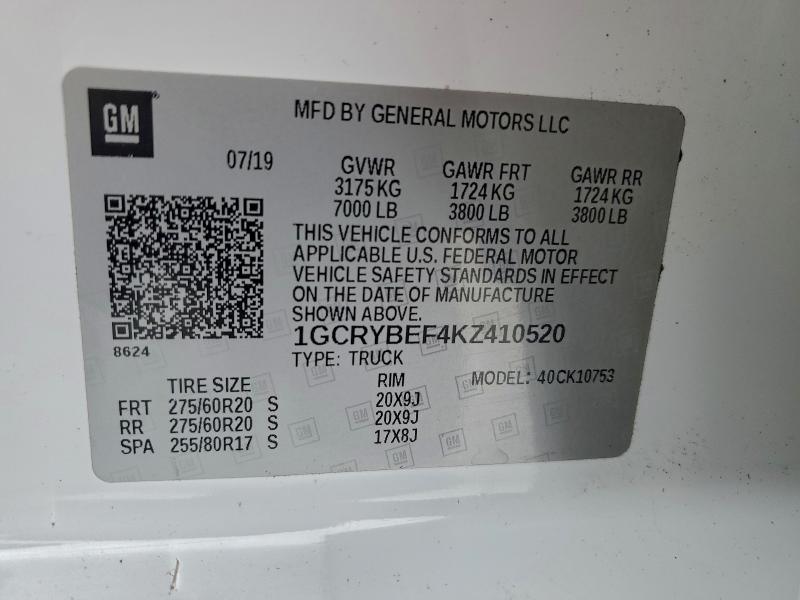 GM
MFD BY GENERAL MOTORS LLC
07/19 GVWR GAWR FRT GAWR RR
3175 KG 1724 KG 1724 KG
7000 LB 3800 LB 3800 LB
THIS VEHICLE CONFORMS TO ALL
APPLICABLE U.S. FEDERAL MOTOR
VEHICLE SAFETY STANDARDS IN EFFECT
ON THE DATE OF MANUFACTURE
SHOWN ABOVE.
1GCRYBEF4KZ410520
8624
TYPE: TRUCK MODEL: 40CK10753
TIRE SIZE RIM
FRT 275/60R20 S 20X9J
RR 275/60R20 S 20X9J
SPA 255/80R17 S 17X8J